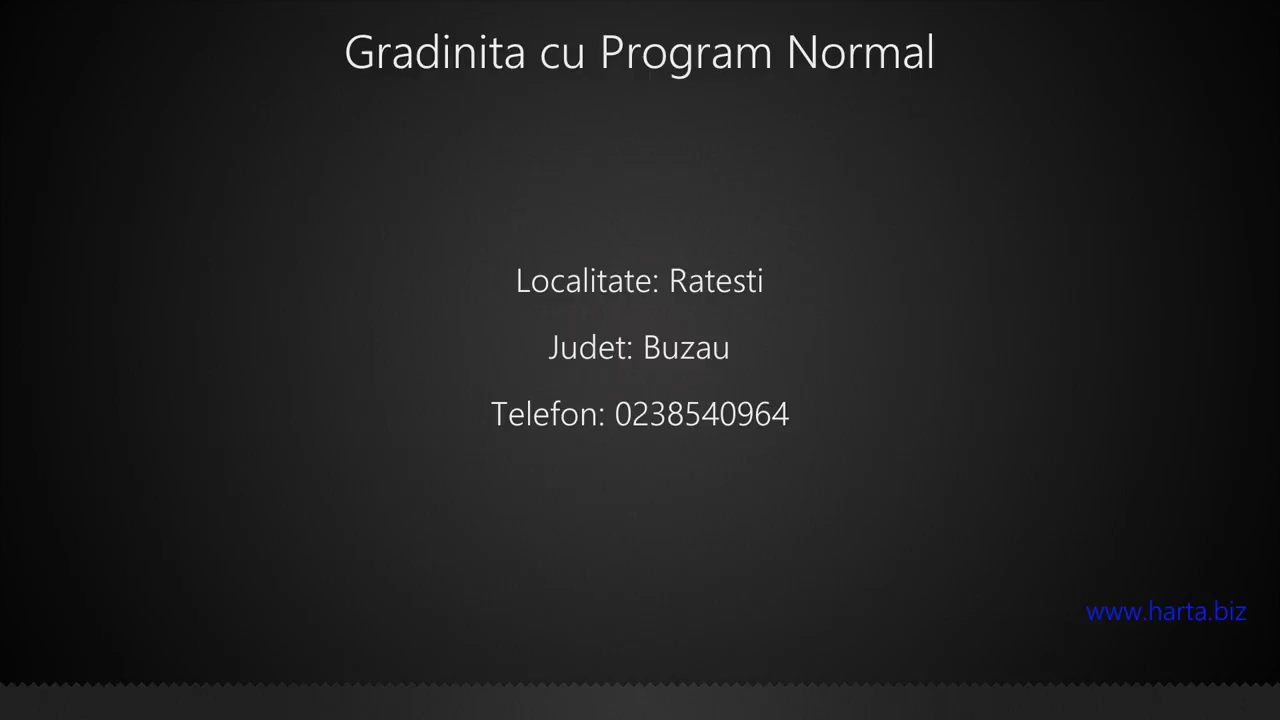 Gradinita cu Program Normal
Localitate: Ratesti
Judet: Buzau
Telefon: 0238540964
www.harta.biz